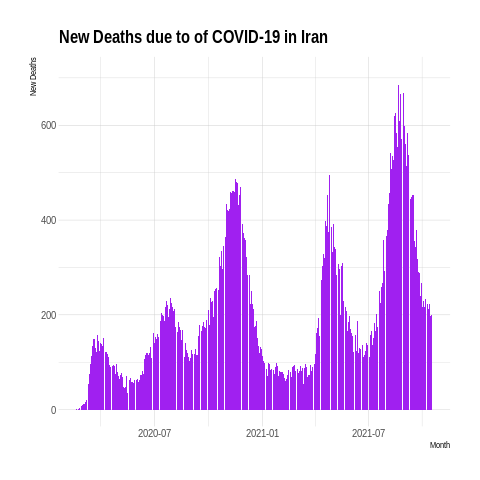 New Deaths due to of COVID-19 in Iran
New Deaths
600
400
200
0
2020-07
2021-01
2021-07
Month